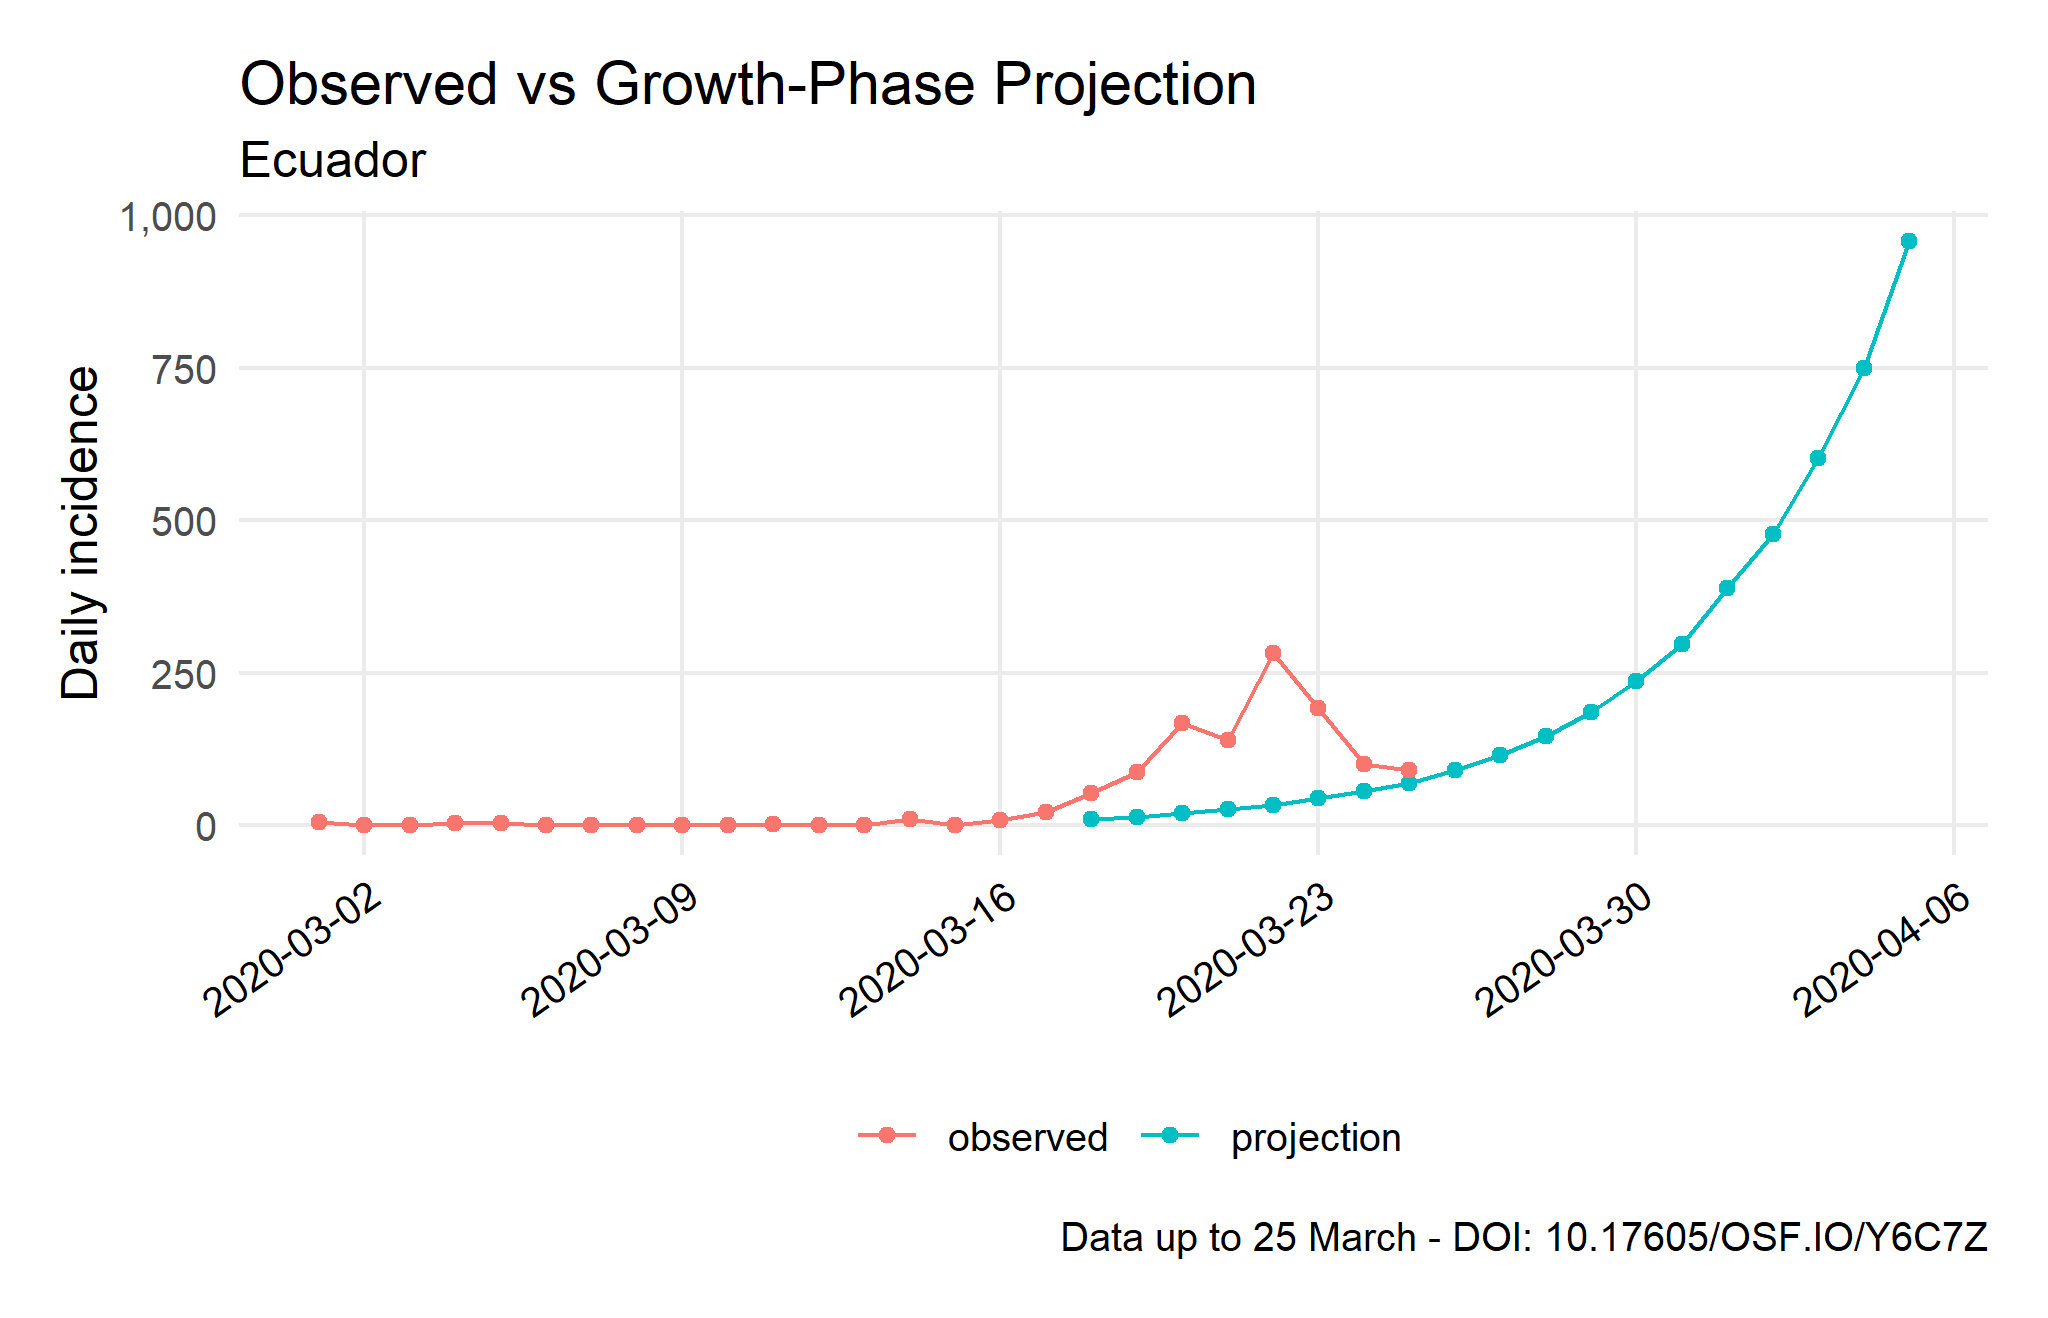 Observed vs Growth-Phase Projection
Ecuador
1,000
750
500
250
0
Daily incidence
2020-03-02
2020-03-09
2020-03-16
2020-03-23
2020-03-30
2020-04-06
observed
projection
Data up to 25 March - DOI: 10.17605/OSF.IO/Y6C7Z